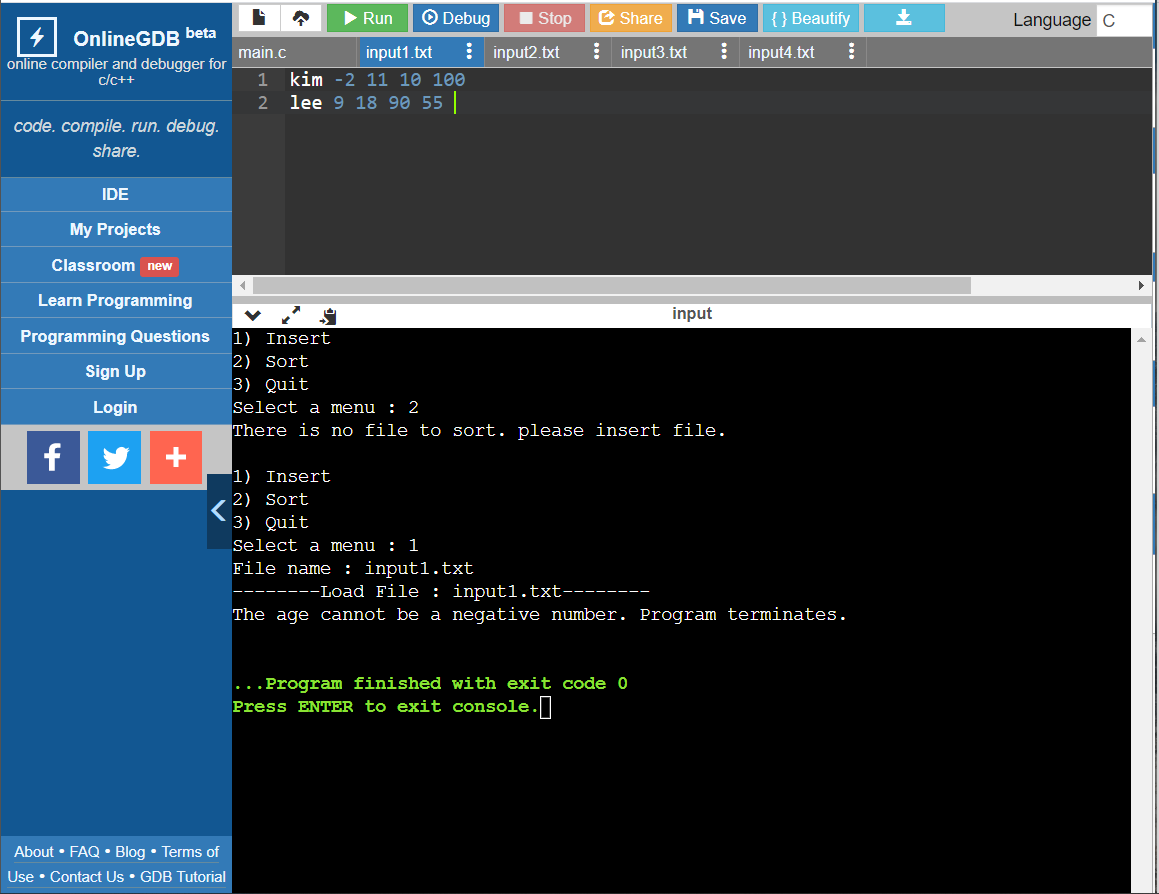 OnlineGDB beta
online compiler and debugger for
c/c++
code. compile. run. debug.
share.
IDE
My Projects
Classroom new
Learn Programming
Programming Questions
Sign Up
Login
About • FAQ • Blog • Terms of
Use • Contact Us • GDB Tutorial
Run Debug Stop Share Save { } Beautify Language C
main.c input1.txt input2.txt input3.txt input4.txt
1 kim -2 11 10 100
2 lee 9 18 90 55
input
1) Insert
2) Sort
3) Quit
Select a menu : 2
There is no file to sort. please insert file.
1) Insert
2) Sort
3) Quit
Select a menu : 1
File name : input1.txt
--------Load File : input1.txt--------
The age cannot be a negative number. Program terminates.
...Program finished with exit code 0
Press ENTER to exit console.